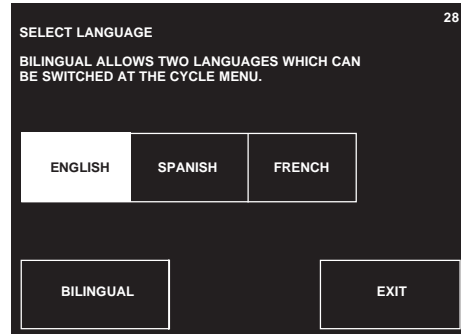 28
SELECT LANGUAGE
BILINGUAL ALLOWS TWO LANGUAGES WHICH CAN
BE SWITCHED AT THE CYCLE MENU.
ENGLISH SPANISH FRENCH
BILINGUAL EXIT